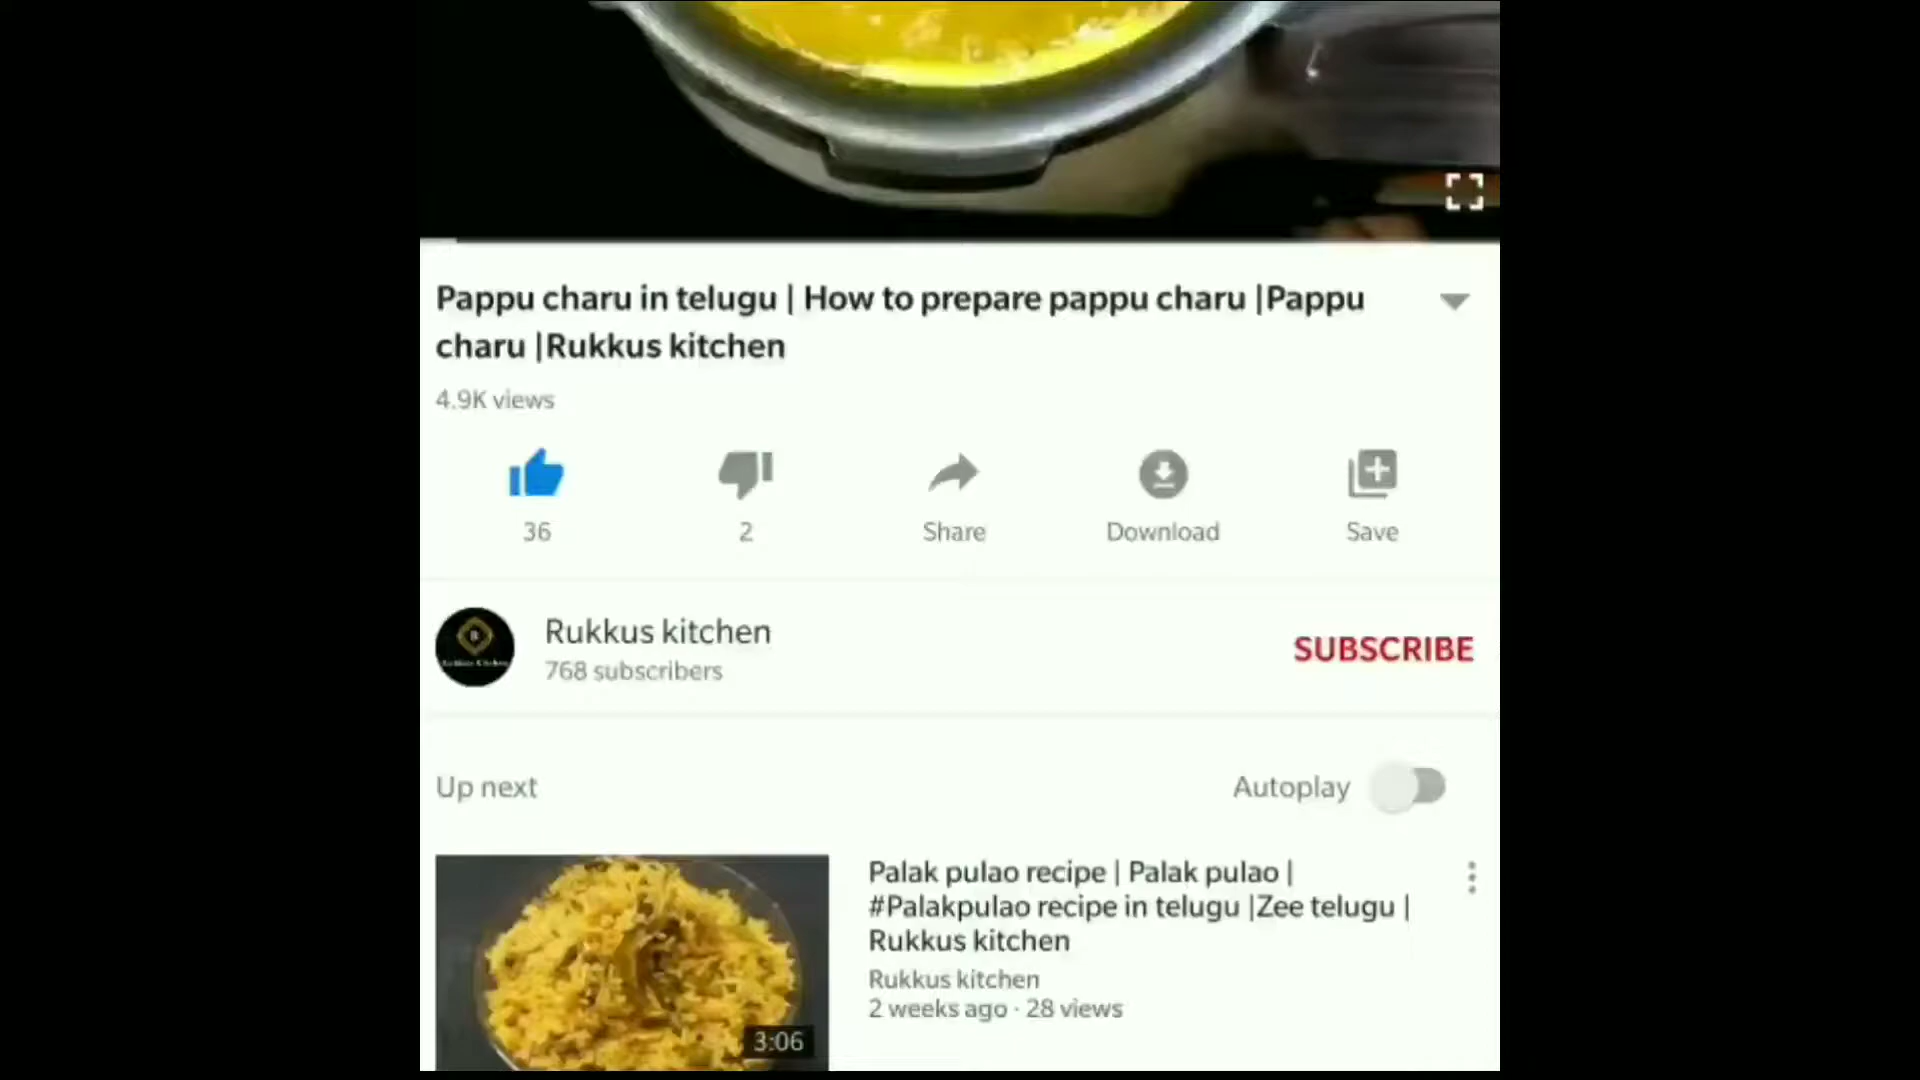 Pappu charu in telugu | How to prepare pappu charu |Pappu
charu |Rukkus kitchen
4.9K views
36
2
Share
Download
Save
Rukkus kitchen
768 subscribers
SUBSCRIBE
Up next
Autoplay
Palak pulao recipe | Palak pulao |
#Palakpulao recipe in telugu |Zee telugu |
Rukkus kitchen
Rukkus kitchen
2 weeks ago · 28 views
3:06